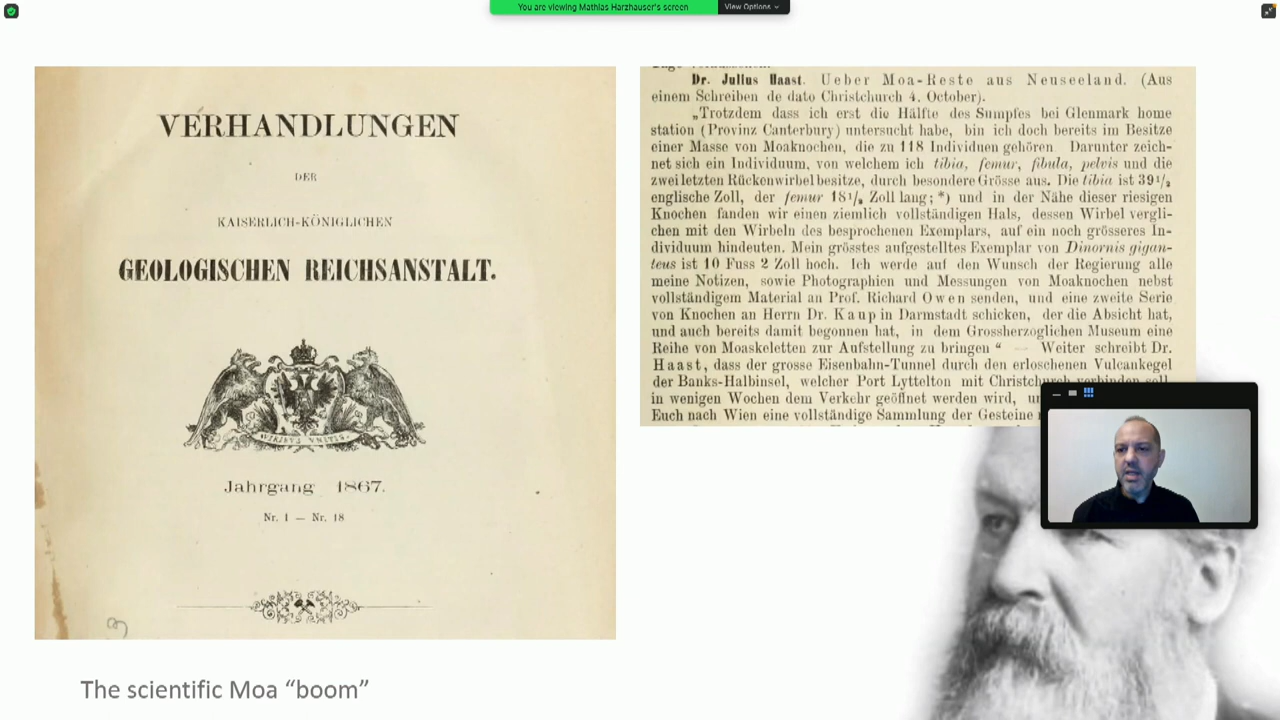 You are viewing Mathias Harzhauser's screen
View Options
VERHANDLUNGEN
DER
KAISERLICH-KÖNIGLICHEN
GEOLOGISCHEN REICHSANSTALT.
VIRIBVS VNITIS.
Jahrgang 1867.
Nr. 1 — Nr. 18
Dr. Julius Haast. Ueber Moa-Reste aus Neuseeland. (Aus
einem Schreiben de dato Christchurch 4. October).
„Trotzdem dass ich erst die Hälfte des Sumpfes bei Glenmark home
station (Provinz Canterbury) untersucht habe, bin ich doch bereits im Besitze
einer Masse von Moaknochen, die zu 118 Individuen gehören Darunter zeich-
net sich ein Individuum, von welchem ich tibia, femur, fibula, pelvis und die
zwei letzten Rückenwirbel besitze, durch besondere Grösse aus. Die tibia ist 39 1/2
englische Zoll, der femur 18 1/2 Zoll lang; *) und in der Nähe dieser riesigen
Knochen fanden wir einen ziemlich vollständigen Hals, dessen Wirbel vergli-
chen mit den Wirbeln des besprochenen Exemplars, auf ein noch grösseres In-
dividuum hindeuten. Mein grösstes aufgestelltes Exemplar von Dinornis gigan-
teus ist 10 Fuss 2 Zoll hoch. Ich werde auf den Wunsch der Regierung alle
meine Notizen, sowie Photographien und Messungen von Moaknochen nebst
vollständigem Material an Prof. Richard Owen senden, und eine zweite Serie
von Knochen an Herrn Dr. Kaup in Darmstadt schicken, der die Absicht hat,
und auch bereits damit begonnen hat, in dem Grossherzoglichen Museum eine
Reihe von Moaskeletten zur Aufstellung zu bringen “ — Weiter schreibt Dr.
Haast, dass der grosse Eisenbahn-Tunnel durch den erloschenen Vulcankegel
der Banks-Halbinsel, welcher Port Lyttelton mit Christchurch verbinden soll,
in wenigen Wochen dem Verkehr geöffnet werden wird,
Euch nach Wien eine vollständige Sammlung der Gesteine
The scientific Moa “boom”